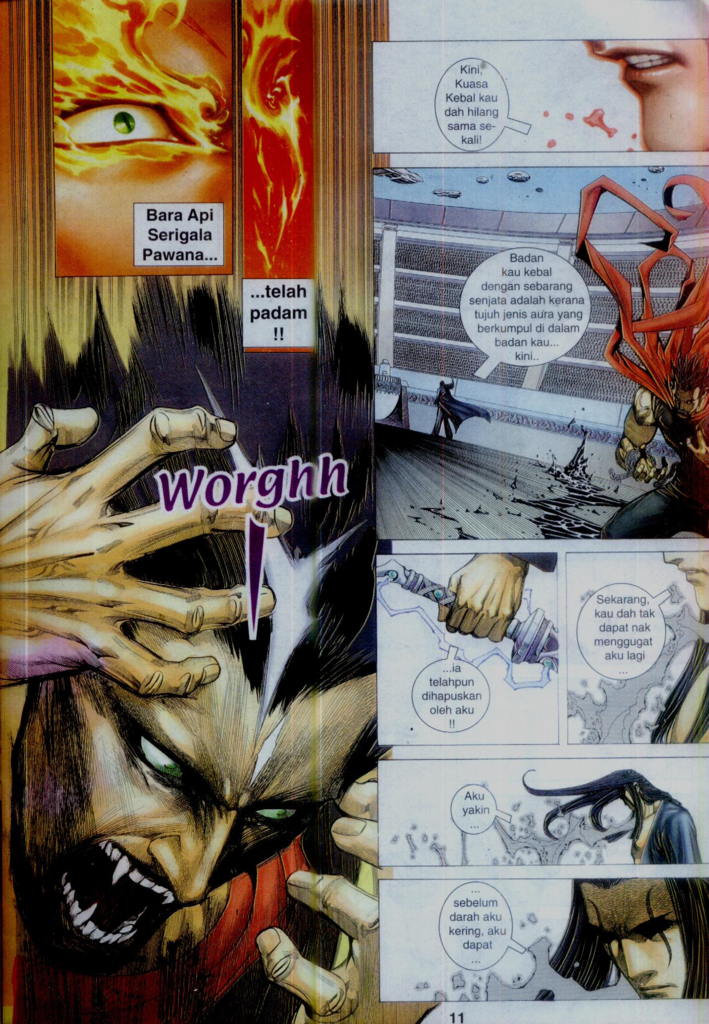 Bara Api
Serigala
Pawana...
...telah
padam
!!
Worghh
!
Kini,
Kuasa
Kebal kau
dah hilang
sama se-
kali!
Badan
kau kebal
dengan sebarang
senjata adalah kerana
tujuh jenis aura yang
berkumpul di dalam
badan kau...
kini..
...ia
telahpun
dihapuskan
oleh aku
!!
Sekarang,
kau dah tak
dapat nak
menggugat
aku lagi
...
Aku
yakin
...
...
sebelum
darah aku
kering, aku
dapat
...
11